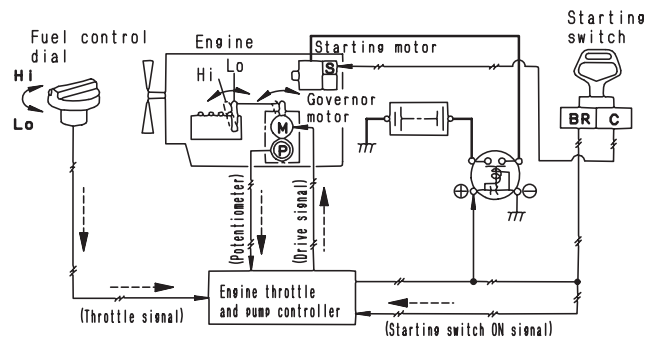 Starting
switch
Fuel control
dial
Engine
Starting motor
Hi
Lo
S
Hi
Lo
Governor
motor
M
P
BR C
(Potentiometer)
(Drive signal)
Engine throttle
and pump controller
(Throttle signal)
(Starting switch ON signal)